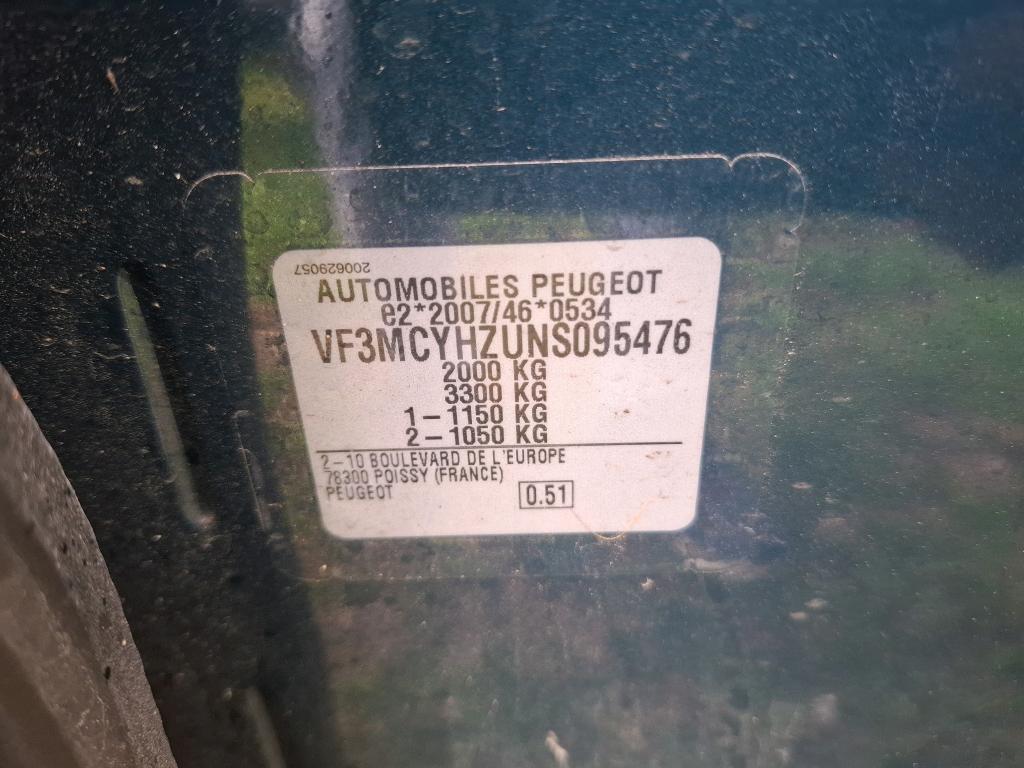 200629057
AUTOMOBILES PEUGEOT
e2*2007/46*0534
VF3MCYHZUNS095476
2000 KG
3300 KG
1-1150 KG
2-1050 KG
2-10 BOULEVARD DE L'EUROPE
78300 POISSY (FRANCE)
PEUGEOT
0.51